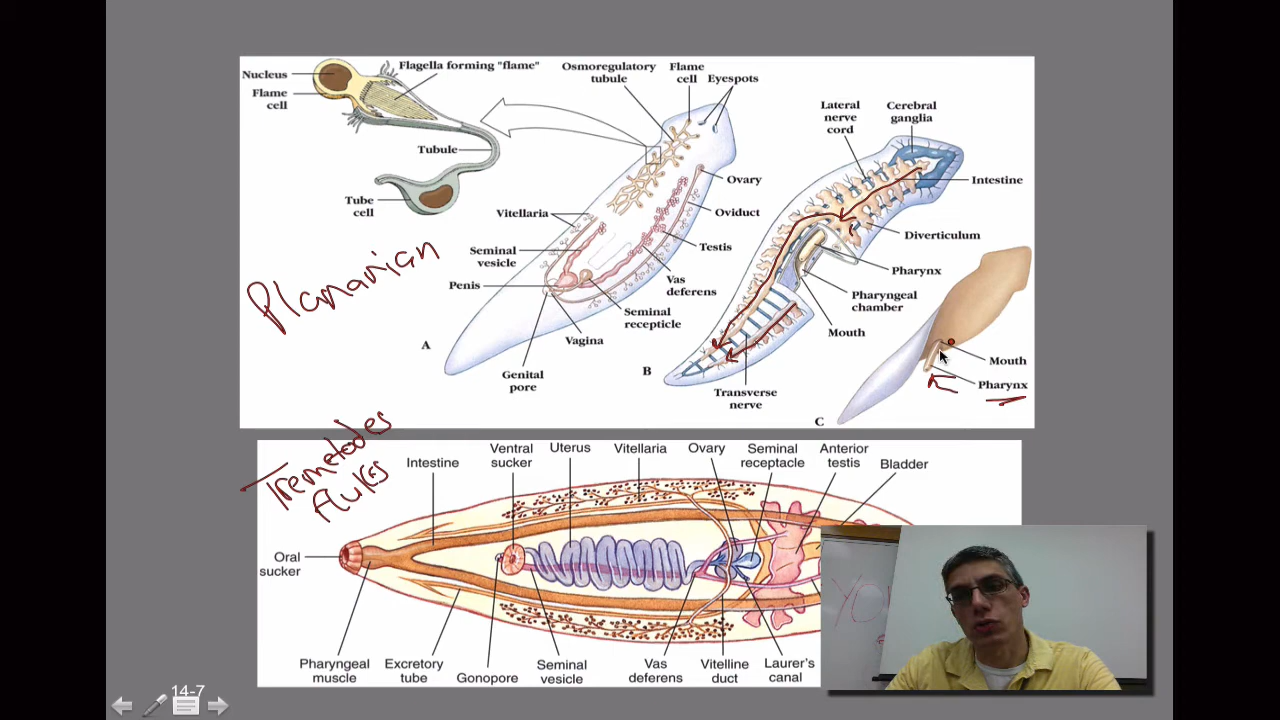 Nucleus
Flame
cell
Flagella forming "flame"
Tubule
Tube
cell
Osmoregulatory
tubule
Flame
cell
Eyespots
Ovary
Oviduct
Testis
Vas
deferens
Seminal
recepticle
Vitellaria
Seminal
vesicle
Penis
Vagina
Genital
pore
A
Lateral
nerve
cord
Cerebral
ganglia
Intestine
Diverticulum
Pharynx
Pharyngeal
chamber
Mouth
Transverse
nerve
B
Mouth
Pharynx
C
Planarian
Trematodes
flukes
Intestine
Ventral
sucker
Uterus
Vitellaria
Ovary
Seminal
receptacle
Anterior
testis
Bladder
Oral
sucker
Pharyngeal
muscle
Excretory
tube
Gonopore
Seminal
vesicle
Vas
deferens
Vitelline
duct
Laurer's
canal
14-7